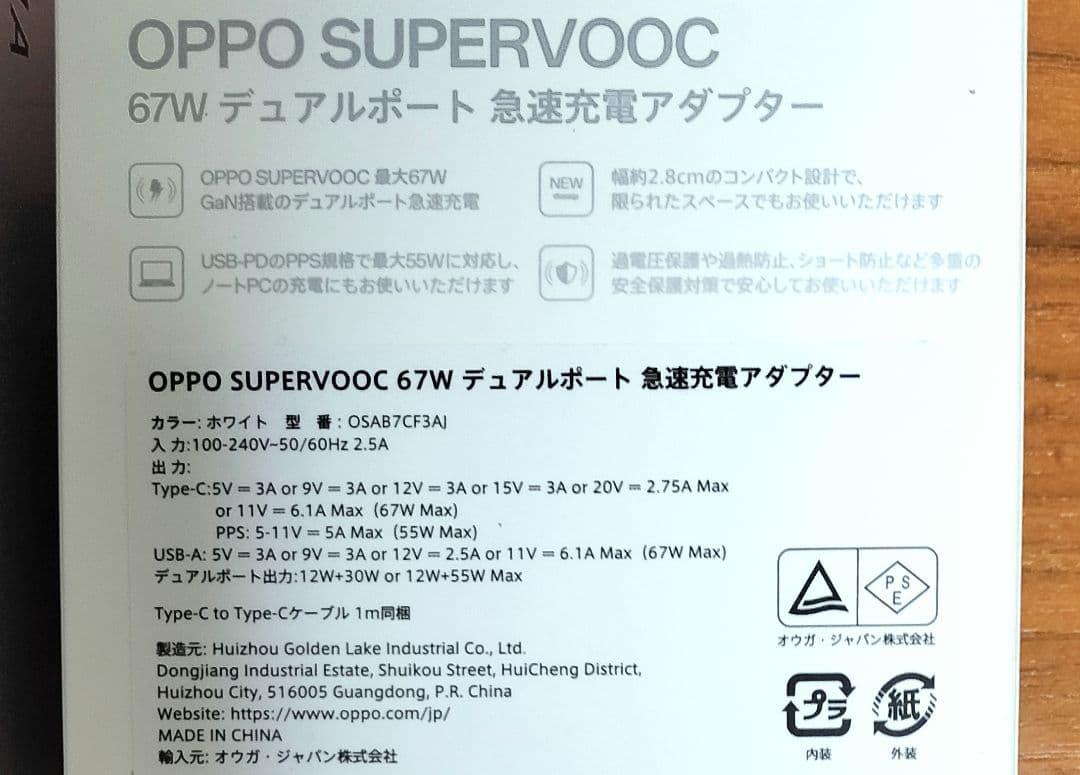 OPPO SUPERVOOC
67W デュアルポート 急速充電アダプター
OPPO SUPERVOOC 最大67W
GaN搭載のデュアルポート急速充電
NEW
幅約2.8cmのコンパクト設計で、
限られたスペースでもお使いいただけます
USB-PDのPPS規格で最大55Wに対応し、
ノートPCの充電にもお使いいただけます
過電圧保護や過熱防止、ショート防止など多重の
安全保護対策で安心してお使いいただけます
OPPO SUPERVOOC 67W デュアルポート 急速充電アダプター
カラー: ホワイト 型 番 : OSAB7CF3AJ
入 力:100-240V~50/60Hz 2.5A
出 力:
Type-C:5V = 3A or 9V = 3A or 12V = 3A or 15V = 3A or 20V = 2.75A Max
or 11V = 6.1A Max（67W Max)
PPS: 5-11V = 5A Max（55W Max)
USB-A: 5V = 3A or 9V = 3A or 12V = 2.5A or 11V = 6.1A Max（67W Max)
デュアルポート出力:12W+30W or 12W+55W Max
Type-C to Type-Cケーブル 1m同梱
製造元: Huizhou Golden Lake Industrial Co., Ltd.
Dongjiang Industrial Estate, Shuikou Street, HuiCheng District,
Huizhou City, 516005 Guangdong, P.R. China
Website: https://www.oppo.com/jp/
MADE IN CHINA
輸入元: オウガ・ジャパン株式会社
P S
E
オウガ・ジャパン株式会社
プラ
紙
内装
外装